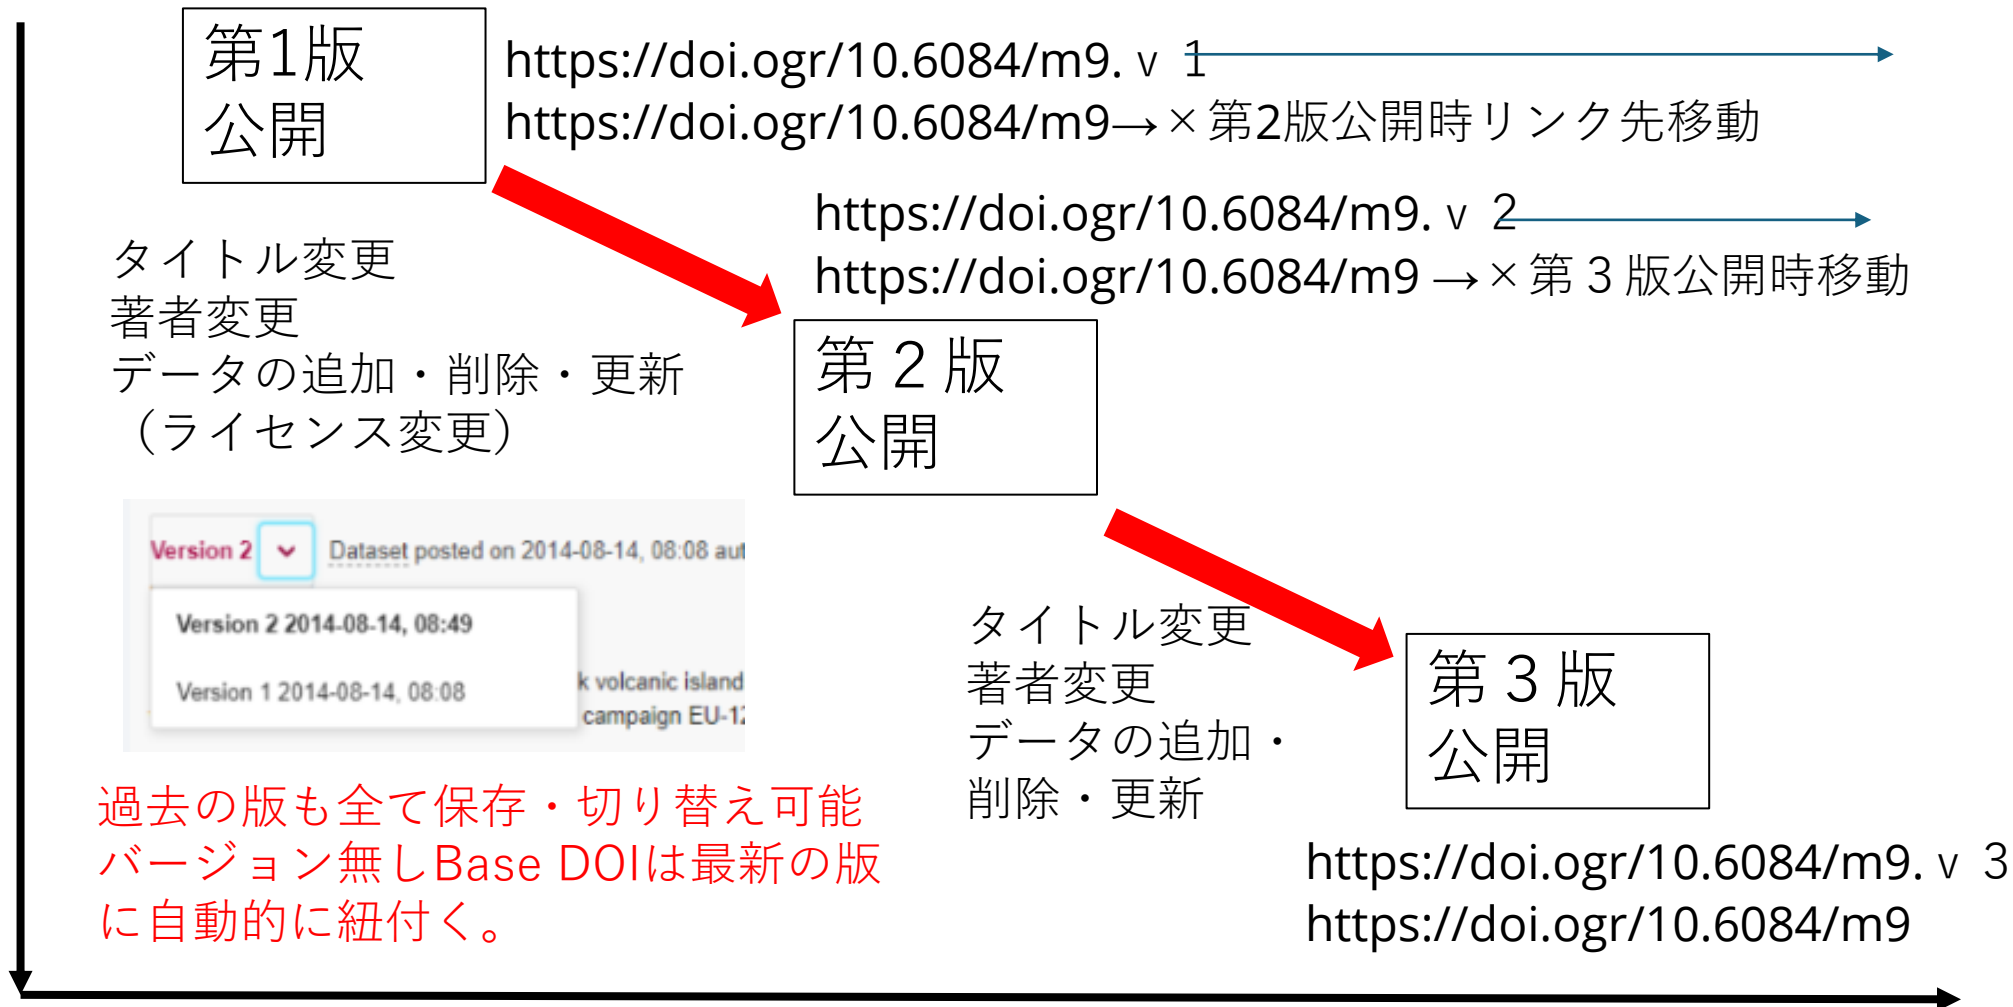 第1版
公開
https://doi.ogr/10.6084/m9.ｖ１
https://doi.ogr/10.6084/m9→×第2版公開時リンク先移動
https://doi.ogr/10.6084/m9.ｖ２
https://doi.ogr/10.6084/m9 →×第３版公開時移動
タイトル変更
著者変更
データの追加・削除・更新
（ライセンス変更）
第２版
公開
Version 2 Dataset posted on 2014-08-14, 08:08 aut
Version 2 2014-08-14, 08:49
Version 1 2014-08-14, 08:08
k volcanic island
campaign EU-12
タイトル変更
著者変更
データの追加・
削除・更新
第３版
公開
過去の版も全て保存・切り替え可能
バージョン無しBase DOIは最新の版
に自動的に紐付く。
https://doi.ogr/10.6084/m9.ｖ３
https://doi.ogr/10.6084/m9